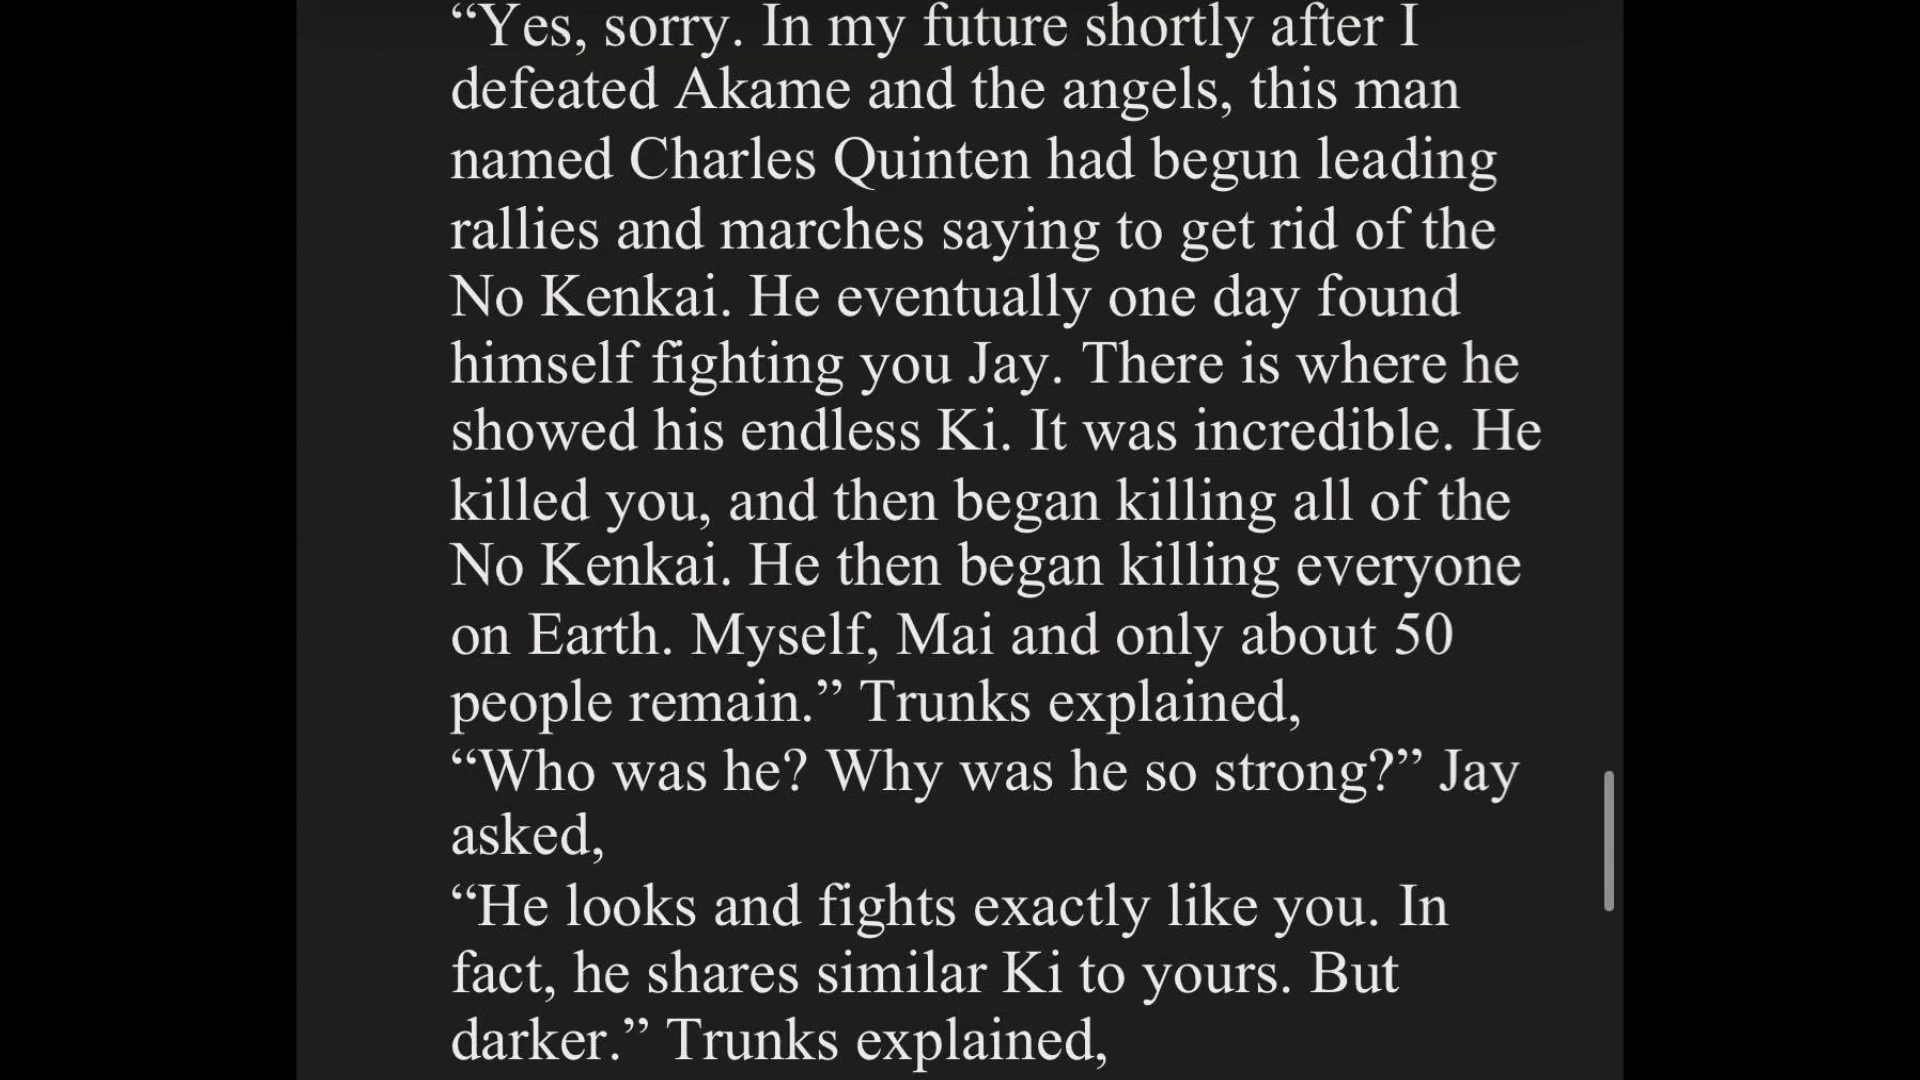 “Yes, sorry. In my future shortly after I
defeated Akame and the angels, this man
named Charles Quinten had begun leading
rallies and marches saying to get rid of the
No Kenkai. He eventually one day found
himself fighting you Jay. There is where he
showed his endless Ki. It was incredible. He
killed you, and then began killing all of the
No Kenkai. He then began killing everyone
on Earth. Myself, Mai and only about 50
people remain.” Trunks explained,
“Who was he? Why was he so strong?” Jay
asked,
“He looks and fights exactly like you. In
fact, he shares similar Ki to yours. But
darker.” Trunks explained,